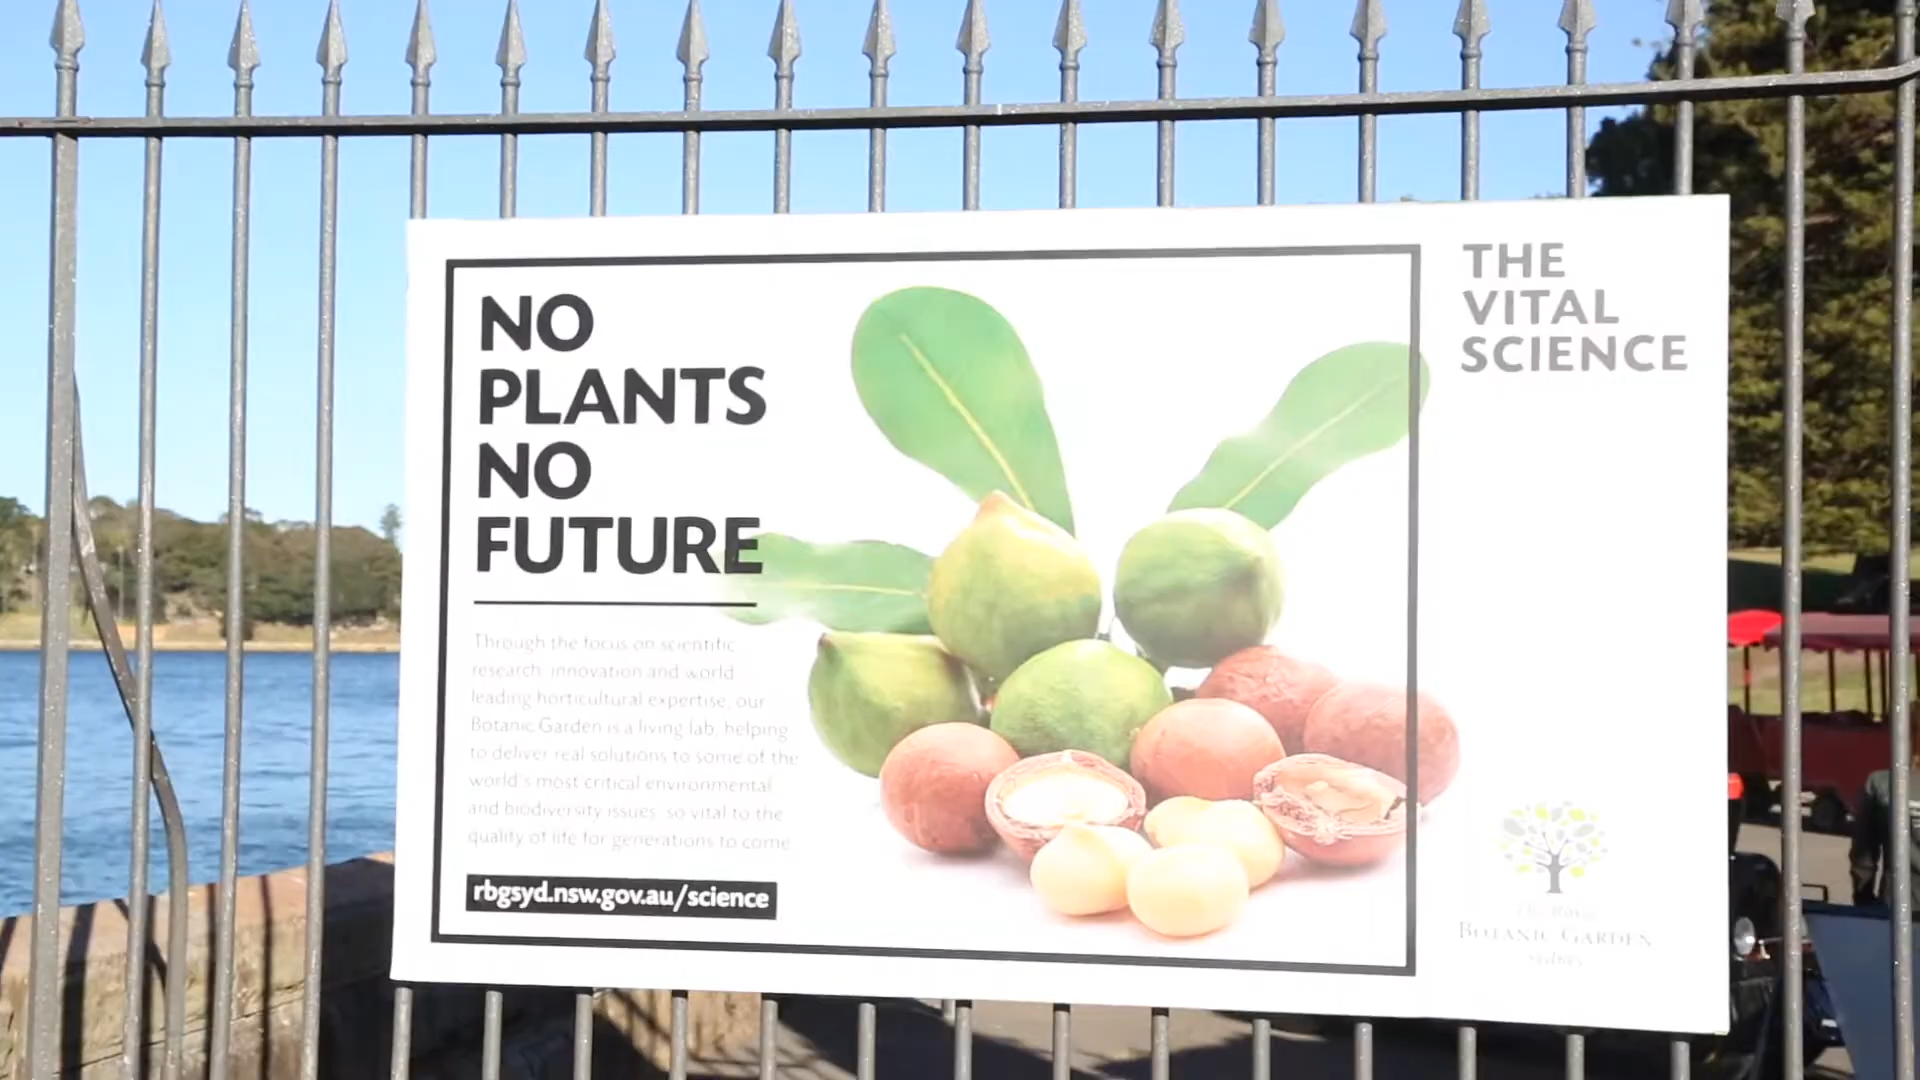 NO
PLANTS
NO
FUTURE
Through the focus on scientific
research, innovation and world
leading horticultural expertise, our
Botanic Garden is a living lab, helping
to deliver real solutions to some of the
world's most critical environmental
and biodiversity issues, so vital to the
quality of life for generations to come
rbgsyd.nsw.gov.au/science
THE
VITAL
SCIENCE
The Royal
BOTANIC GARDEN
Sydney